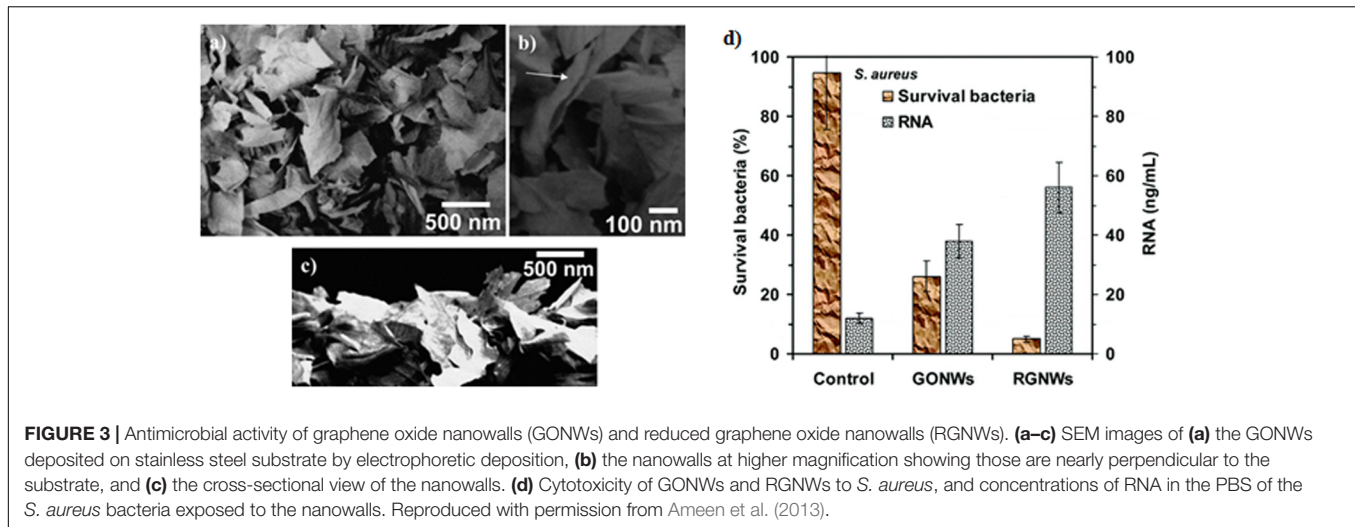 a)
500 nm
b)
100 nm
c)
500 nm
d)
Survival bacteria (%)
100
80
60
40
20
0
S. aureus
Survival bacteria
RNA
Control
GONWs
RGNWs
100
80
60
40
20
0
RNA (ng/mL)
FIGURE 3 | Antimicrobial activity of graphene oxide nanowalls (GONWs) and reduced graphene oxide nanowalls (RGNWs). (a–c) SEM images of (a) the GONWs
deposited on stainless steel substrate by electrophoretic deposition, (b) the nanowalls at higher magnification showing those are nearly perpendicular to the
substrate, and (c) the cross-sectional view of the nanowalls. (d) Cytotoxicity of GONWs and RGNWs to S. aureus, and concentrations of RNA in the PBS of the
S. aureus bacteria exposed to the nanowalls. Reproduced with permission from Ameen et al. (2013).